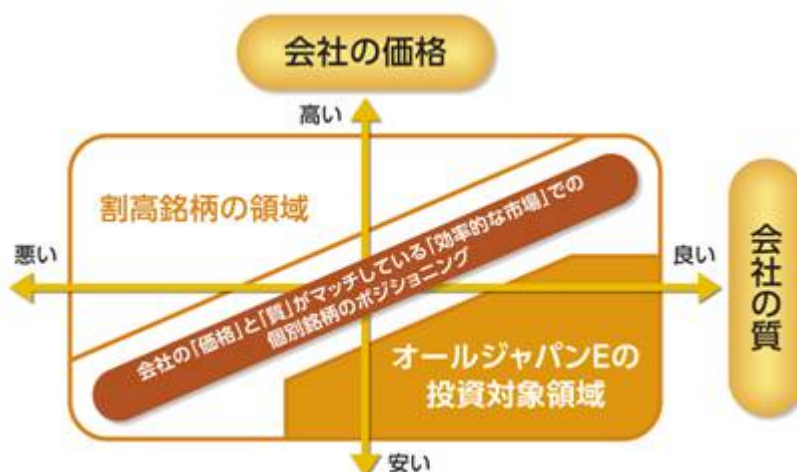 会社の価格
高い
割高銘柄の領域
悪い
良い
会社の質
会社の「価格」と「質」がマッチしている「効率的な市場」での
個別銘柄のポジショニング
オールジャパンEの
投資対象領域
安い